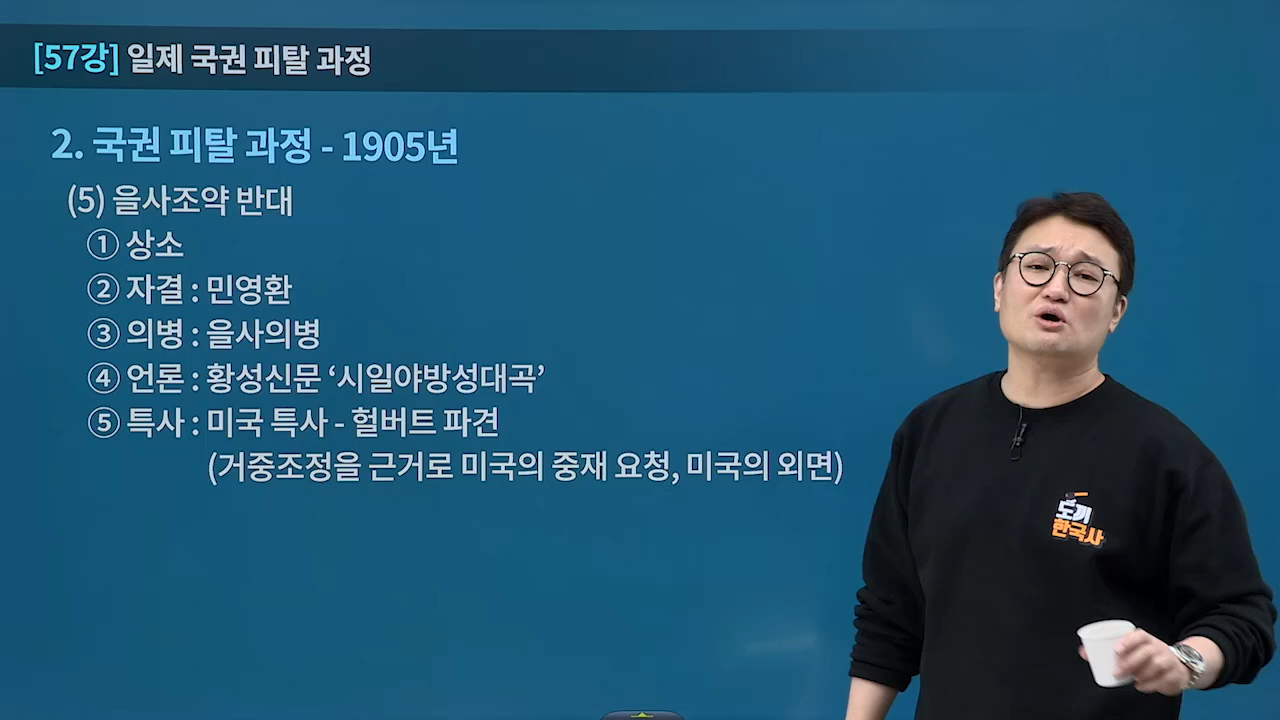 [57강] 일제 국권 피탈 과정
2. 국권 피탈 과정 - 1905년
(5) 을사조약 반대
① 상소
② 자결 : 민영환
③ 의병 : 을사의병
④ 언론 : 황성신문 ‘시일야방성대곡’
⑤ 특사 : 미국 특사 - 헐버트 파견
(거중조정을 근거로 미국의 중재 요청, 미국의 외면)
도끼
한국사